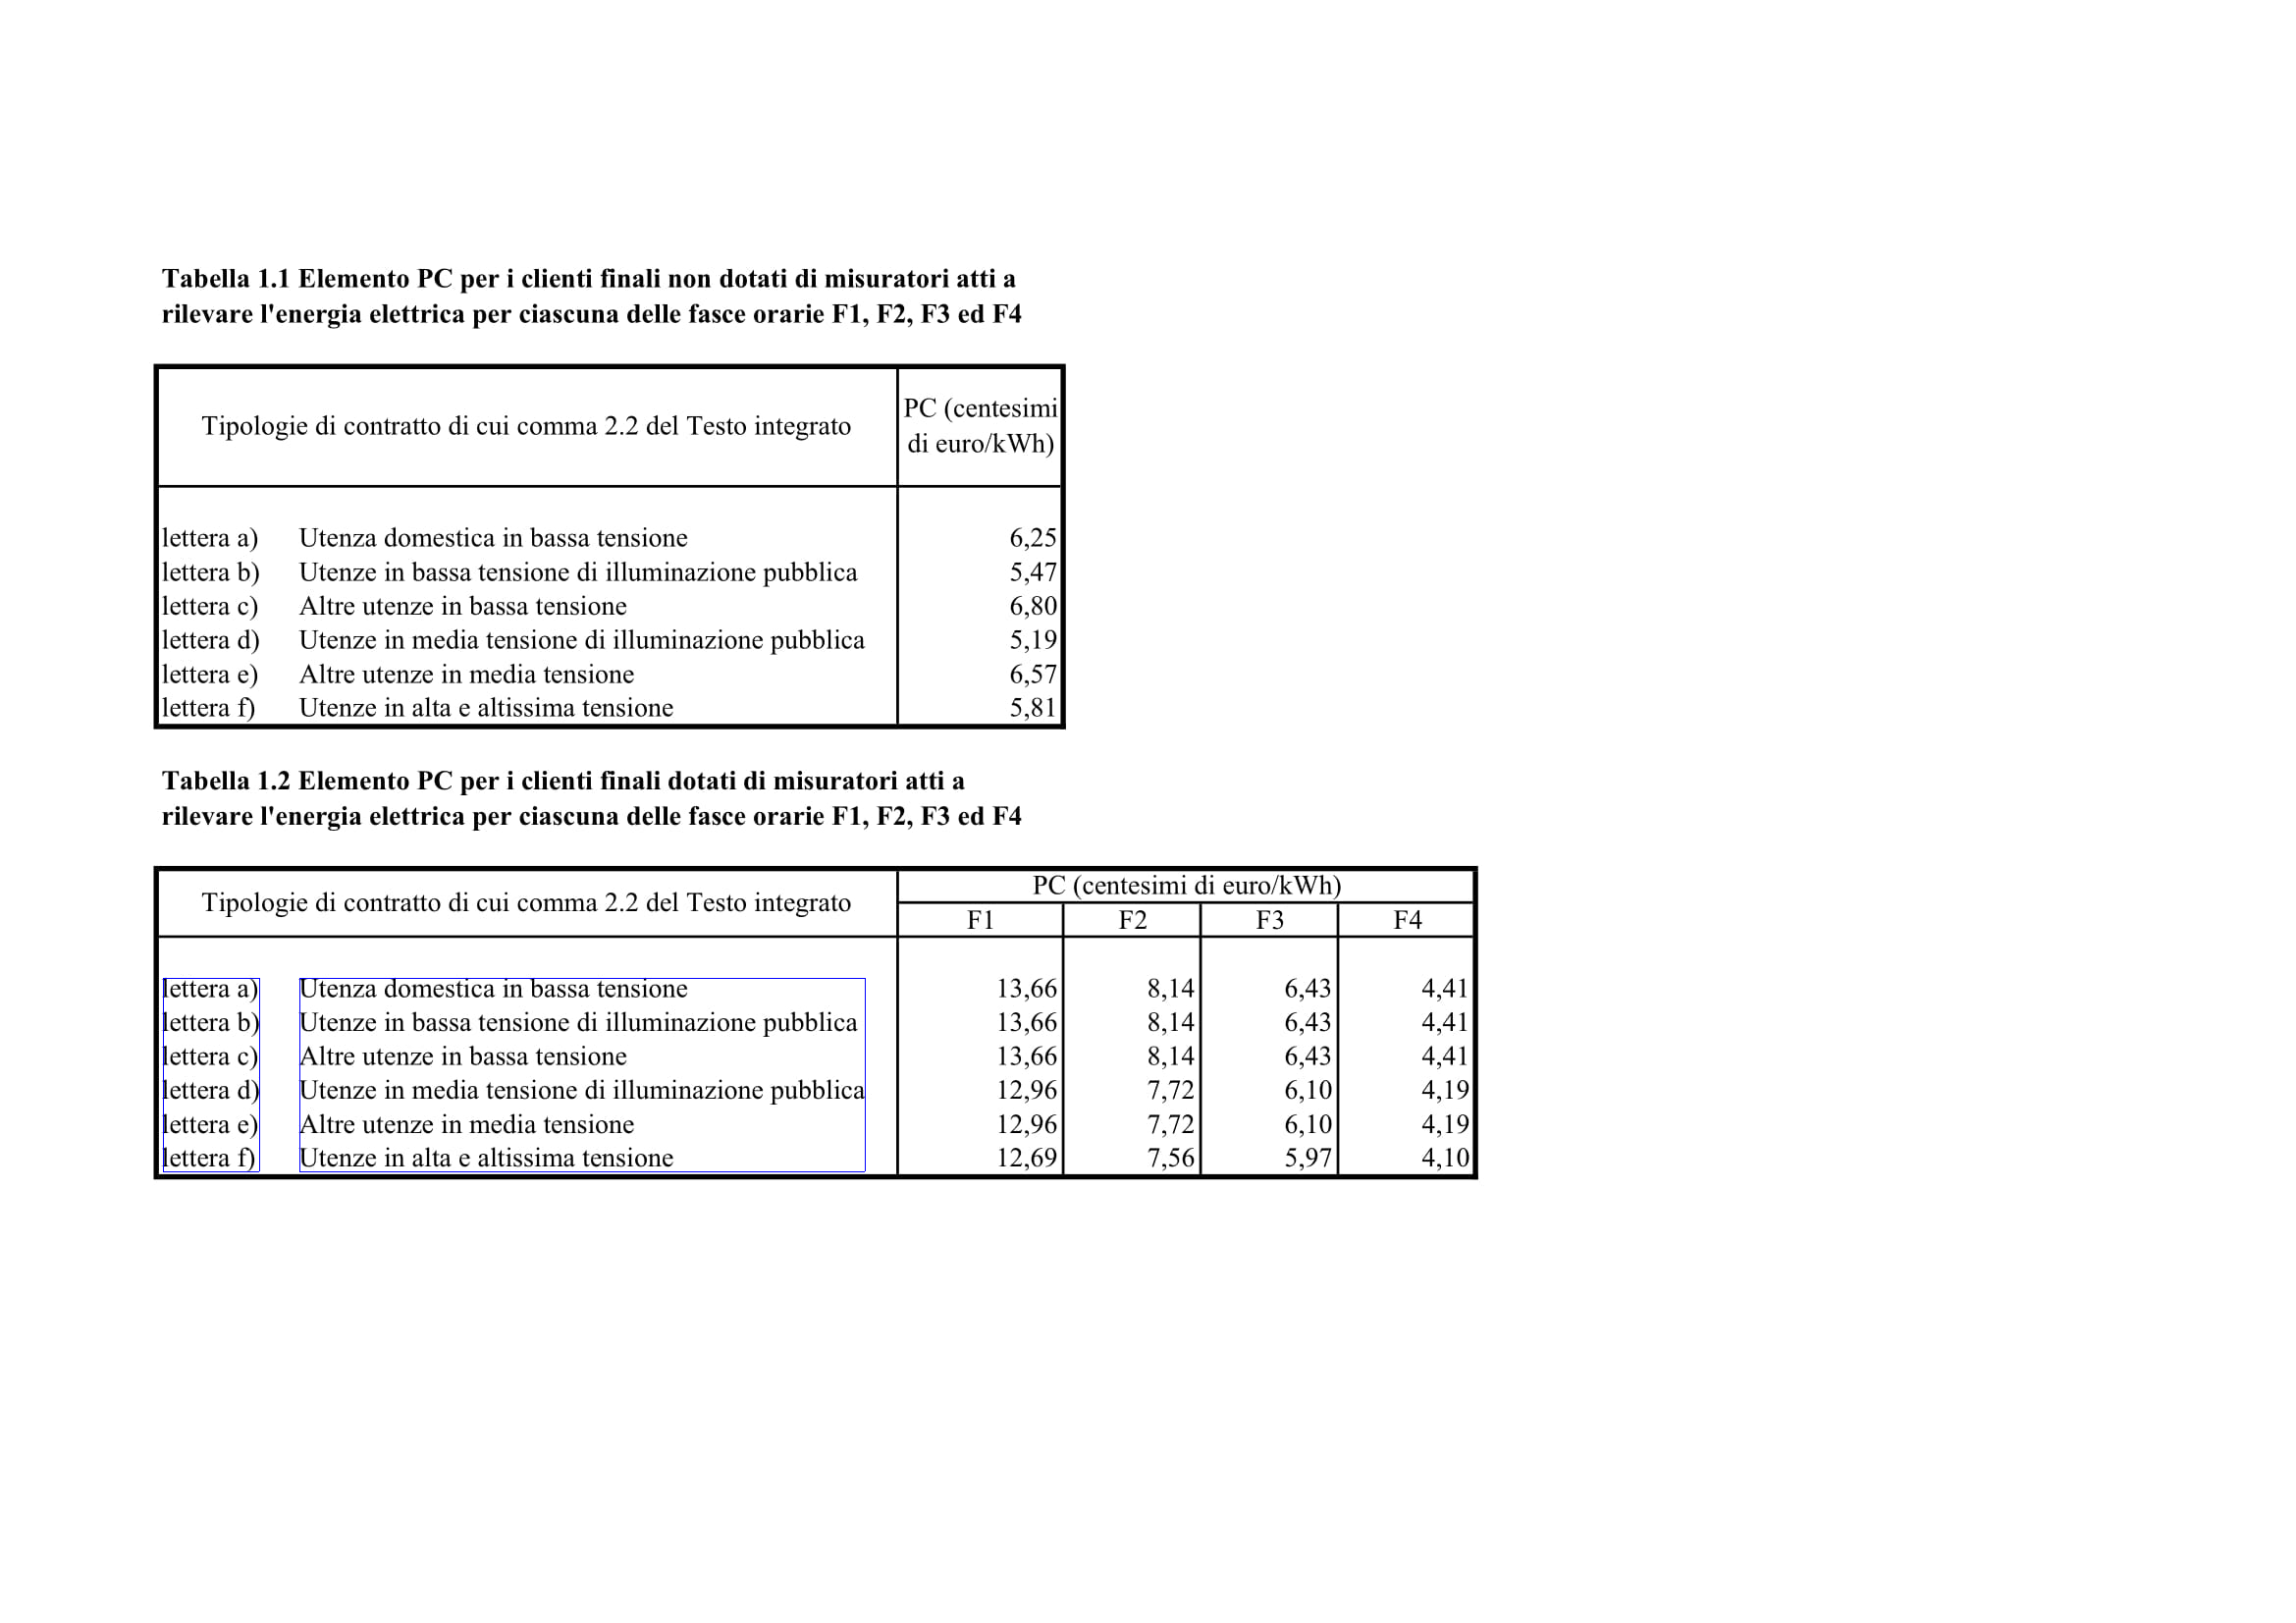 Tabella 1.1 Elemento PC per i clienti finali non dotati di misuratori atti a
rilevare l'energia elettrica per ciascuna delle fasce orarie F1, F2, F3 ed F4
Tipologie di contratto di cui comma 2.2 del Testo integrato
PC (centesimi
di euro/kWh)
lettera a) Utenza domestica in bassa tensione 6,25
lettera b) Utenze in bassa tensione di illuminazione pubblica 5,47
lettera c) Altre utenze in bassa tensione 6,80
lettera d) Utenze in media tensione di illuminazione pubblica 5,19
lettera e) Altre utenze in media tensione 6,57
lettera f) Utenze in alta e altissima tensione 5,81
Tabella 1.2 Elemento PC per i clienti finali dotati di misuratori atti a
rilevare l'energia elettrica per ciascuna delle fasce orarie F1, F2, F3 ed F4
Tipologie di contratto di cui comma 2.2 del Testo integrato
PC (centesimi di euro/kWh)
F1 F2 F3 F4
lettera a) Utenza domestica in bassa tensione 13,66 8,14 6,43 4,41
lettera b) Utenze in bassa tensione di illuminazione pubblica 13,66 8,14 6,43 4,41
lettera c) Altre utenze in bassa tensione 13,66 8,14 6,43 4,41
lettera d) Utenze in media tensione di illuminazione pubblica 12,96 7,72 6,10 4,19
lettera e) Altre utenze in media tensione 12,96 7,72 6,10 4,19
lettera f) Utenze in alta e altissima tensione 12,69 7,56 5,97 4,10